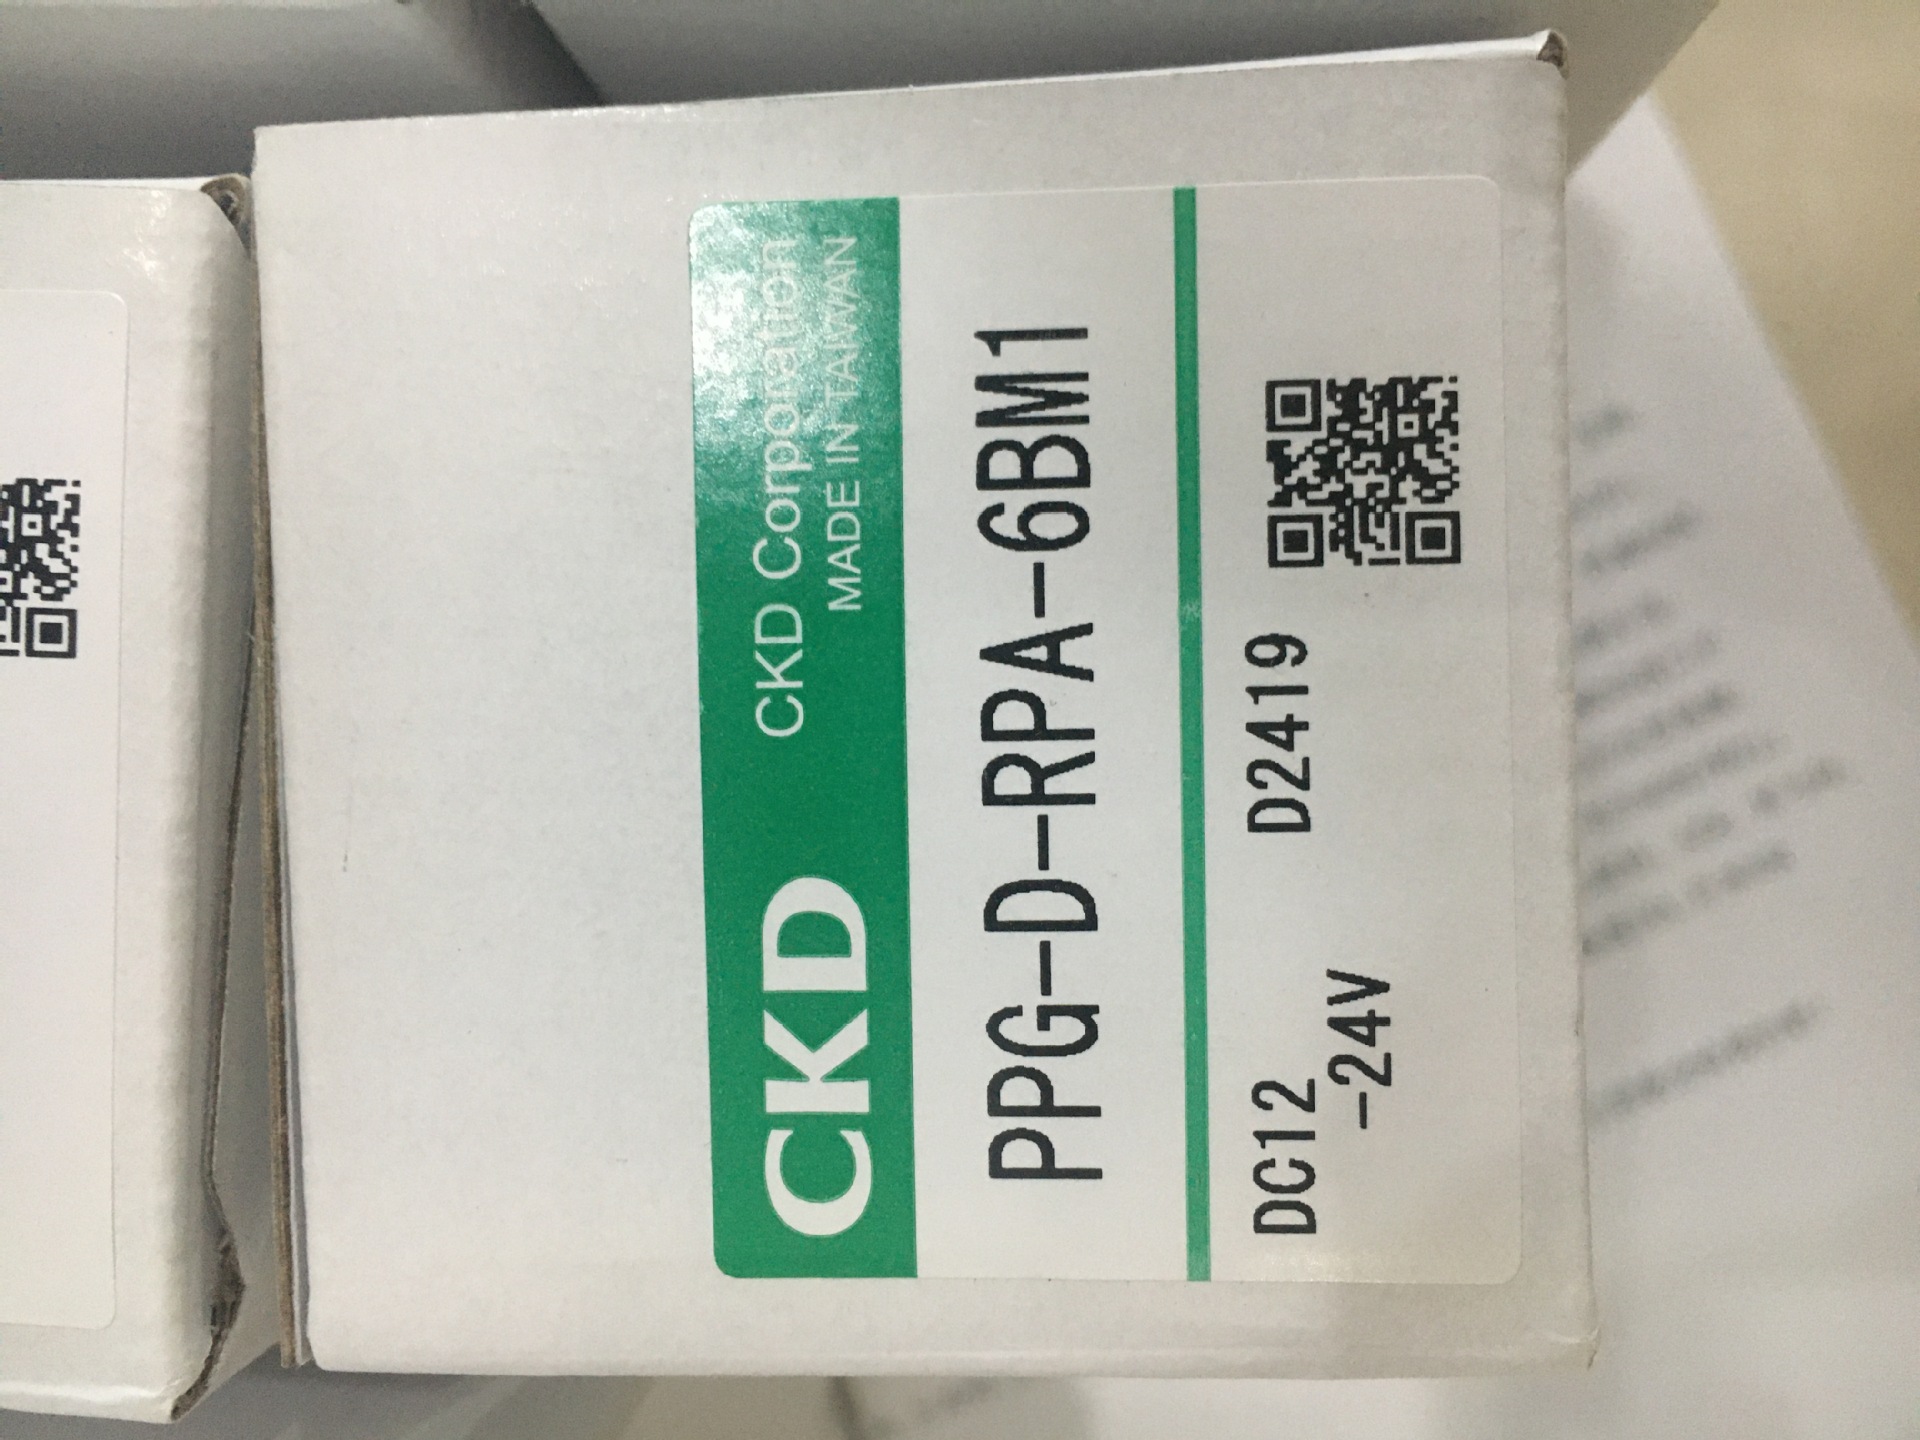 CKD
CKD Corporation
MADE IN TAIWAN
PPG-D-RPA-6BM1
DC12
-24V
D2419